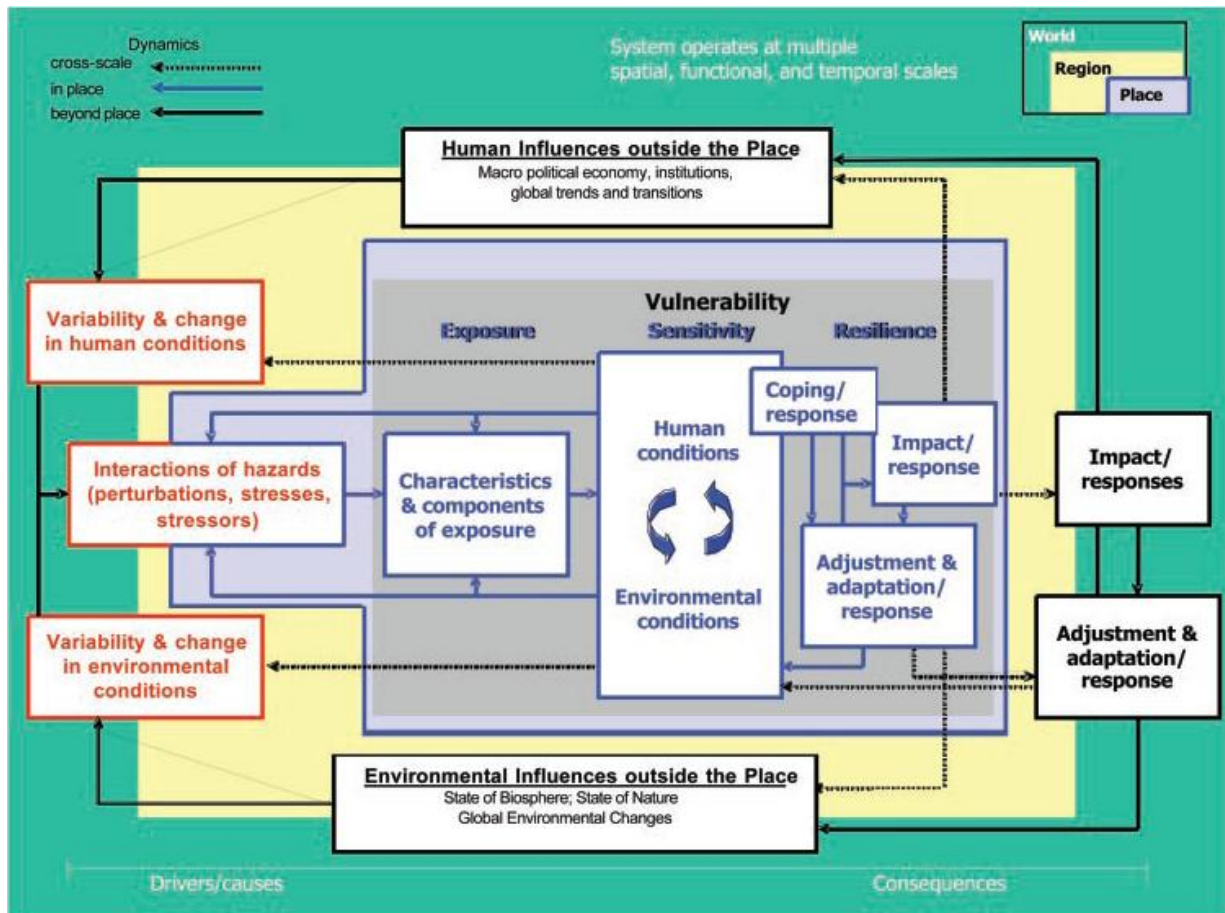 Dynamics
cross-scale
in place
beyond place
System operates at multiple
spatial, functional, and temporal scales
World
Region
Place
Human Influences outside the Place
Macro political economy, institutions,
global trends and transitions
Variability & change
in human conditions
Vulnerability
Exposure
Sensitivity
Resilience
Coping/
response
Human
conditions
Impact/
response
Impact/
responses
Interactions of hazards
(perturbations, stresses,
stressors)
Characteristics
& components
of exposure
Adjustment &
adaptation/
response
Environmental
conditions
Variability & change
in environmental
conditions
Adjustment &
adaptation/
response
Environmental Influences outside the Place
State of Biosphere; State of Nature
Global Environmental Changes
Drivers/causes
Consequences